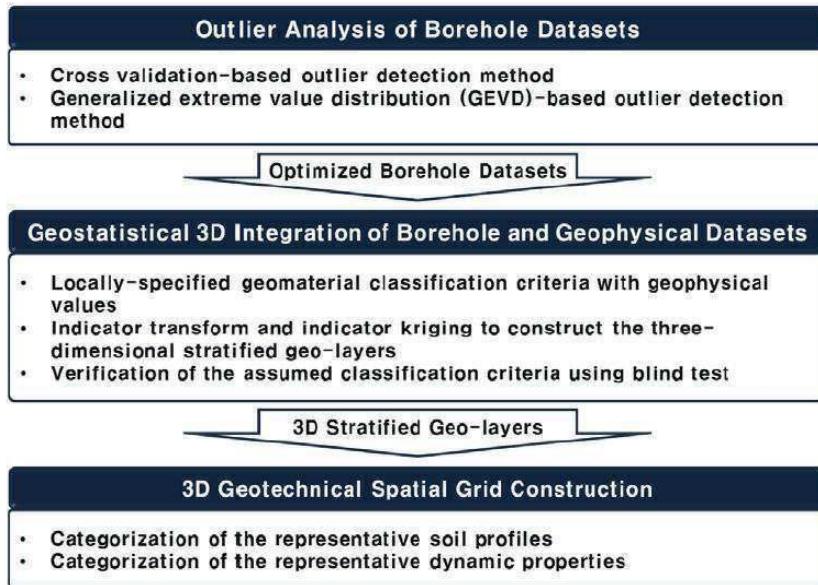 Outlier Analysis of Borehole Datasets
• Cross validation-based outlier detection method
• Generalized extreme value distribution (GEVD)-based outlier detection
method
Optimized Borehole Datasets
Geostatistical 3D Integration of Borehole and Geophysical Datasets
• Locally-specified geomaterial classification criteria with geophysical
values
• Indicator transform and indicator kriging to construct the three-
dimensional stratified geo-layers
• Verification of the assumed classification criteria using blind test
3D Stratified Geo-layers
3D Geotechnical Spatial Grid Construction
• Categorization of the representative soil profiles
• Categorization of the representative dynamic properties